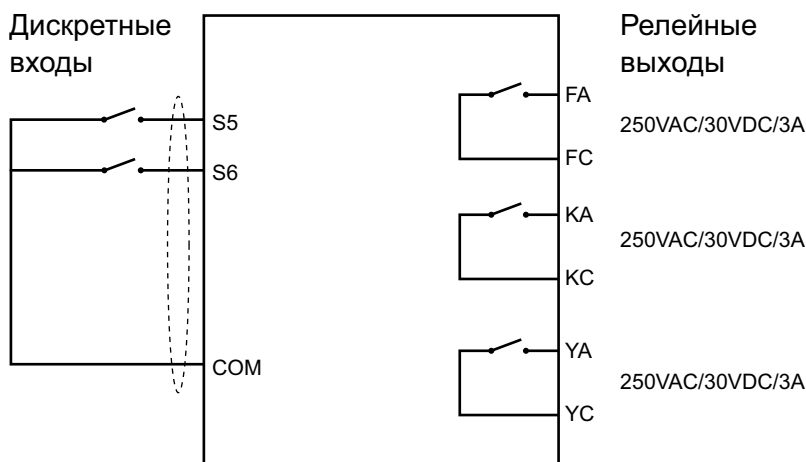 Дискретные
входы
S5
S6
COM
Релейные
выходы
FA
250VAC/30VDC/3A
FC
KA
250VAC/30VDC/3A
KC
YA
250VAC/30VDC/3A
YC